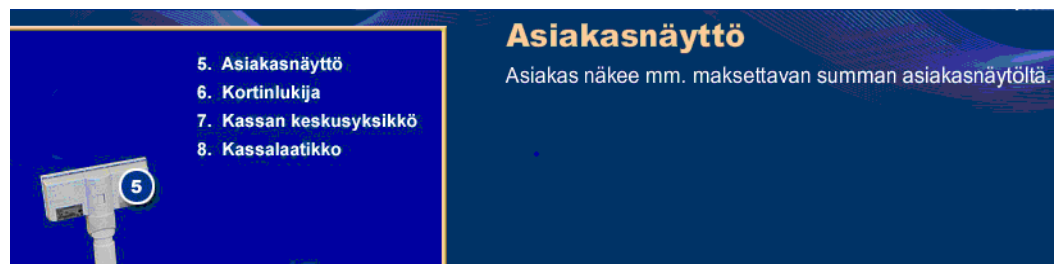 5. Asiakasnäyttö
6. Kortinlukija
7. Kassan keskusyksikkö
8. Kassalaatikko
5
Asiakasnäyttö
Asiakas näkee mm. maksettavan summan asiakasnäytöltä.